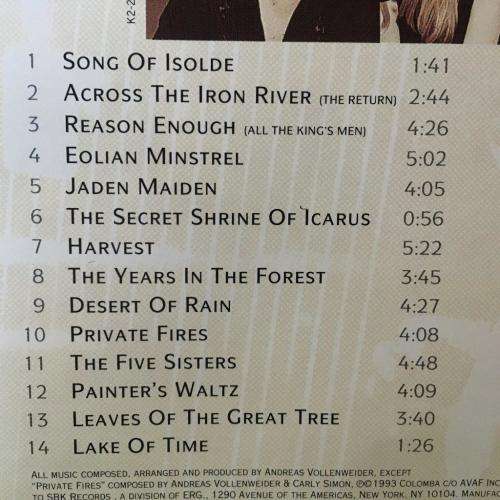 K2-2
1 SONG OF ISOLDE 1:41
2 ACROSS THE IRON RIVER (THE RETURN) 2:44
3 REASON ENOUGH (ALL THE KING'S MEN) 4:26
4 EOLIAN MINSTREL 5:02
5 JADEN MAIDEN 4:05
6 THE SECRET SHRINE OF ICARUS 0:56
7 HARVEST 5:22
8 THE YEARS IN THE FOREST 3:45
9 DESERT OF RAIN 4:27
10 PRIVATE FIRES 4:08
11 THE FIVE SISTERS 4:48
12 PAINTER'S WALTZ 4:09
13 LEAVES OF THE GREAT TREE 3:40
14 LAKE OF TIME 1:26
ALL MUSIC COMPOSED, ARRANGED AND PRODUCED BY ANDREAS VOLLENWEIDER, EXCEPT
"PRIVATE FIRES" COMPOSED BY ANDREAS VOLLENWEIDER & CARLY SIMON, ℗©1993 COLOMBA C/O AVAF INC
TO SBK RECORDS, A DIVISION OF ERG., 1290 AVENUE OF THE AMERICAS, NEW YORK, NY 10104. MANUFAC